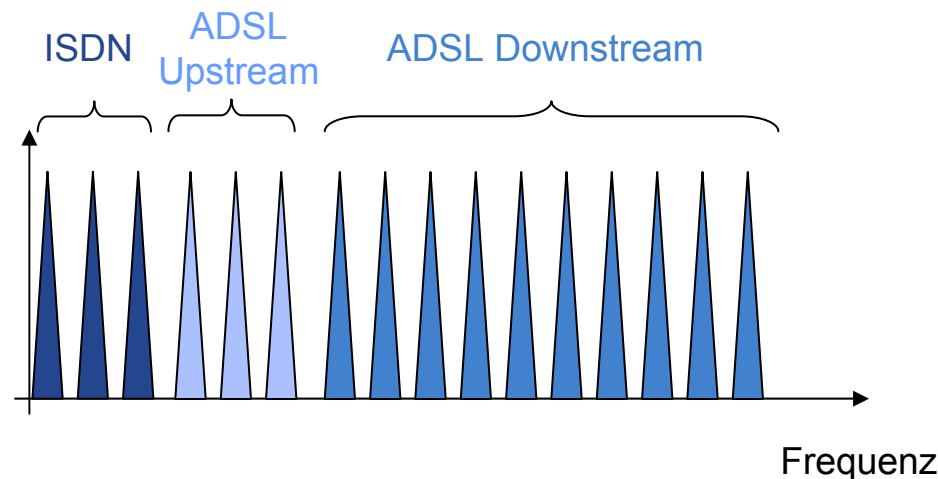 ISDN
ADSL
Upstream
ADSL Downstream
Frequenz